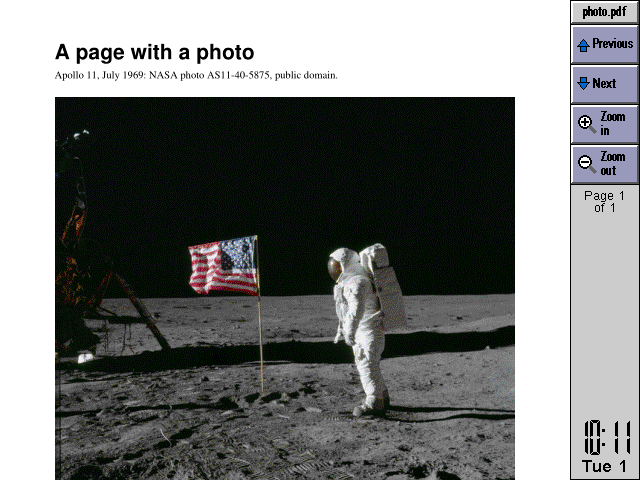 A page with a photo
Apollo 11, July 1969: NASA photo AS11-40-5875, public domain.
photo.pdf
Previous
Next
Zoom
in
Zoom
out
Page 1
of 1
10:11
Tue 1